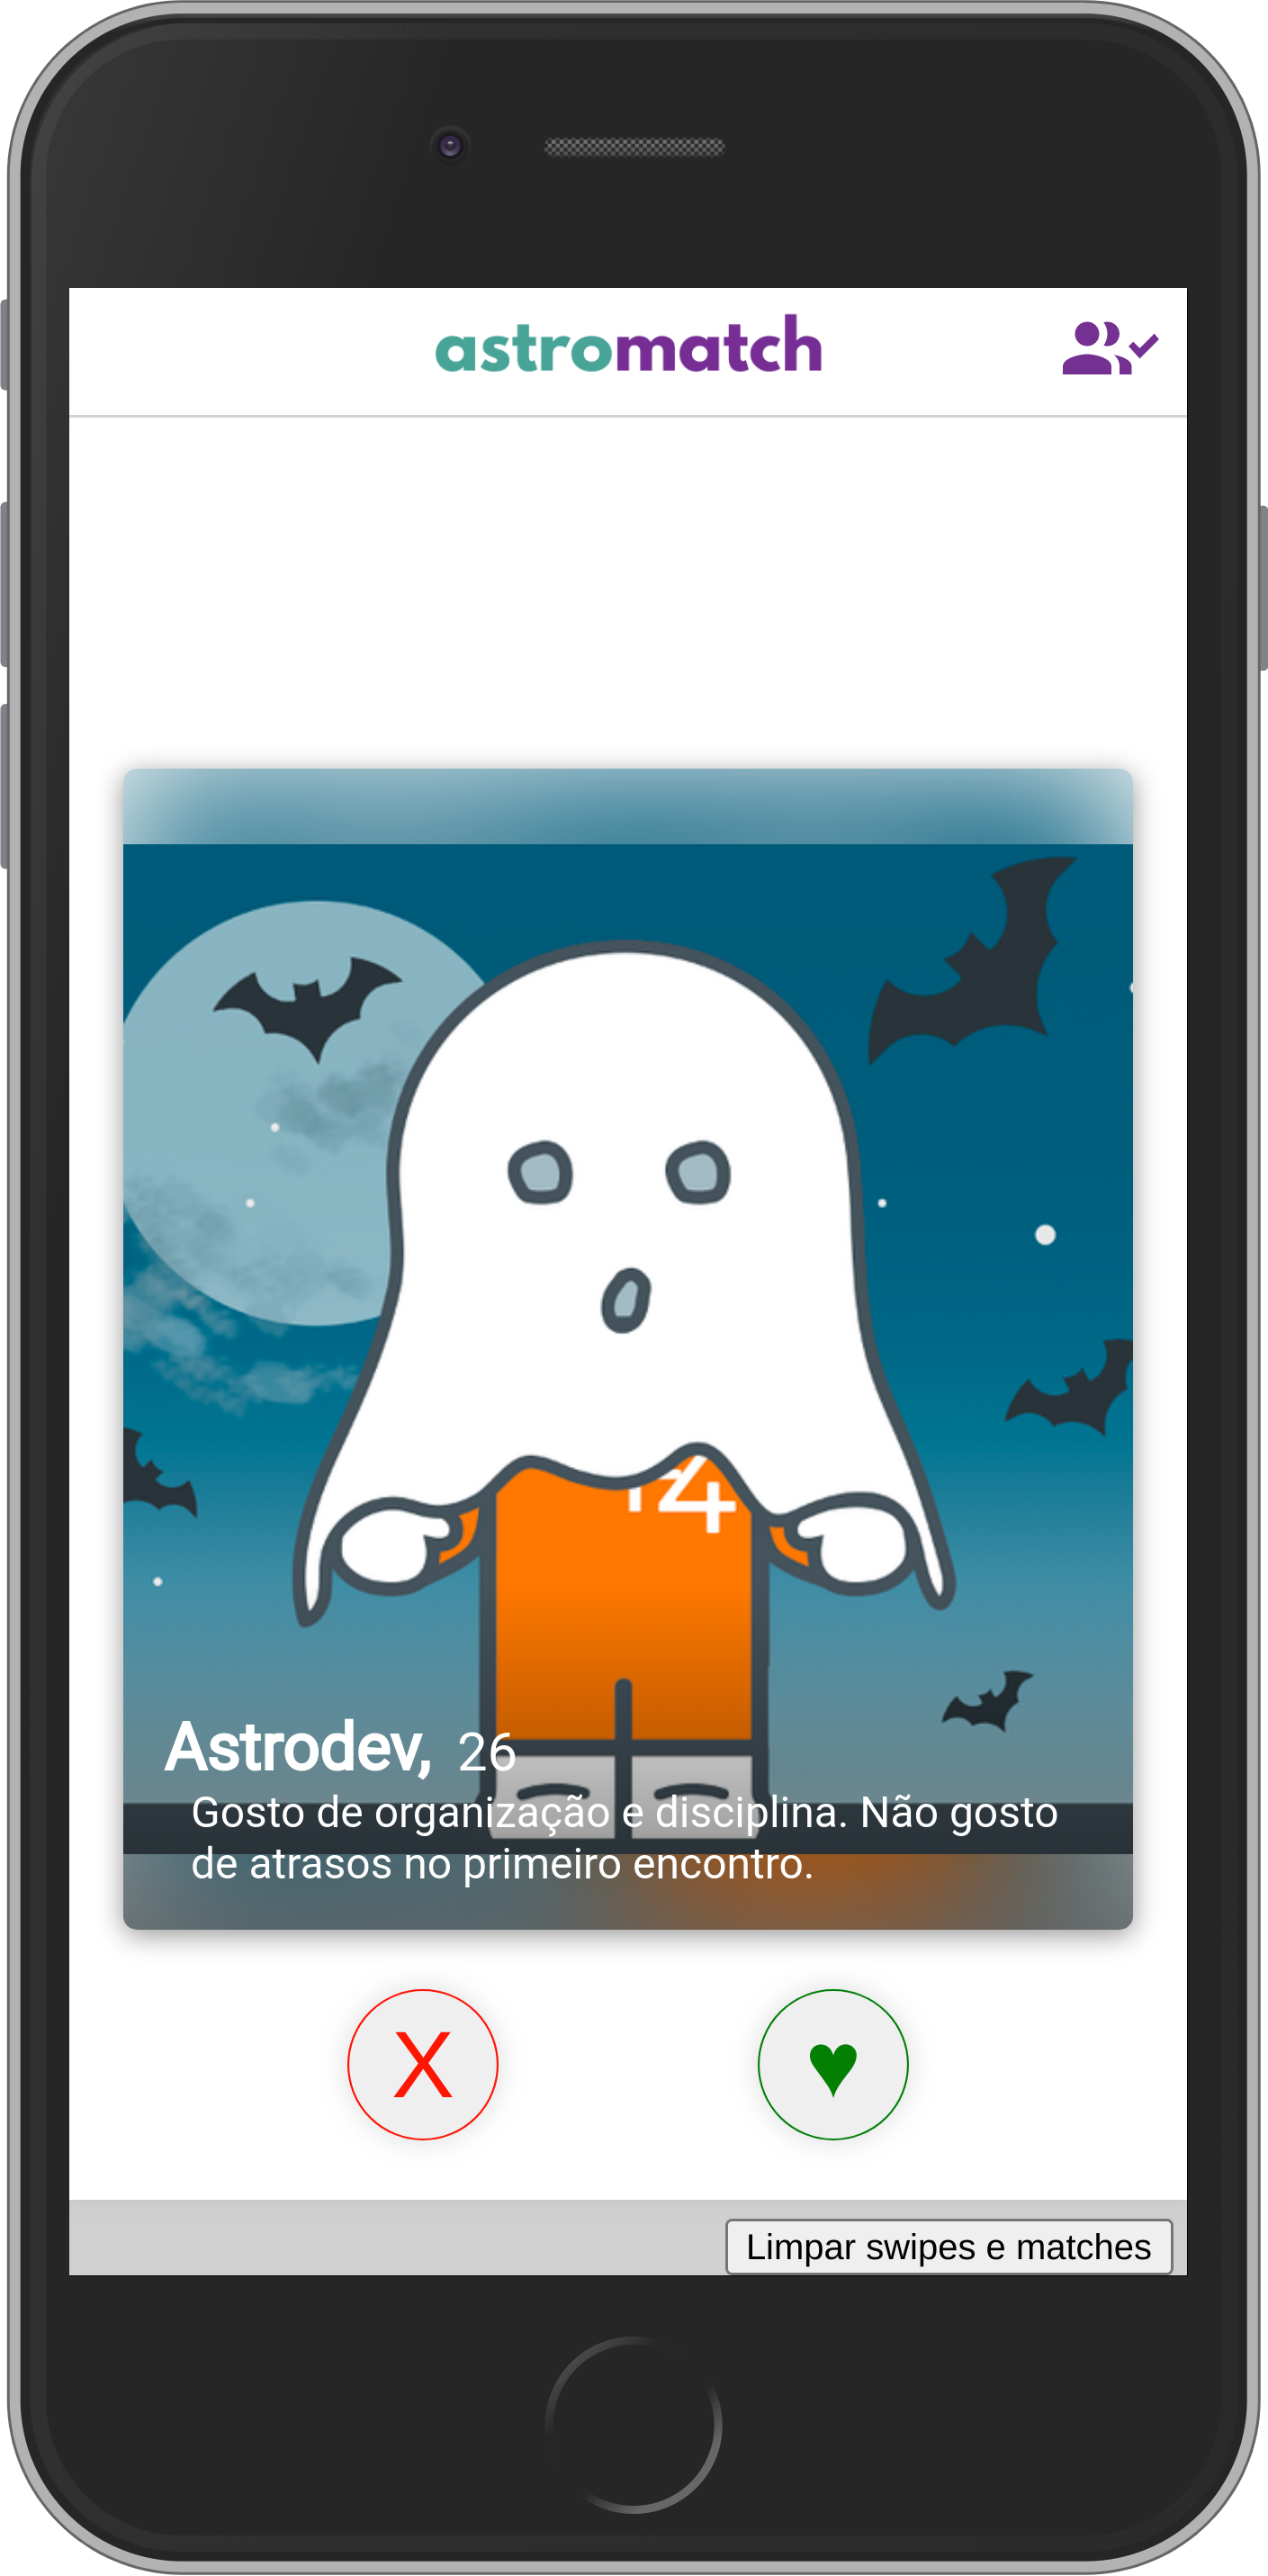 astromatch
Astrodev, 26
Gosto de organização e disciplina. Não gosto
de atrasos no primeiro encontro.
X
♥
Limpar swipes e matches